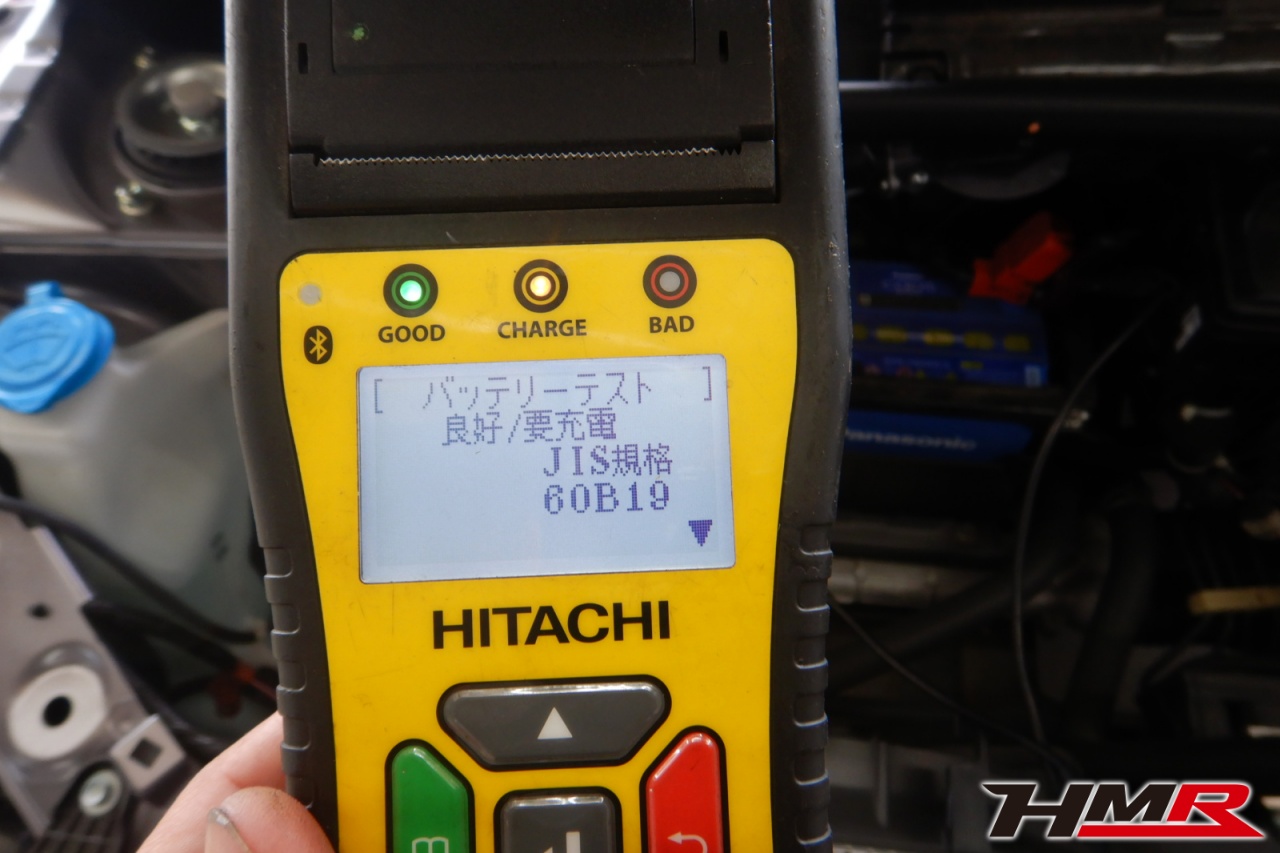 GOOD
CHARGE
BAD
[ バッテリーテスト ]
良好/要充電
JIS規格
60B19
HITACHI
Panasonic
HMR